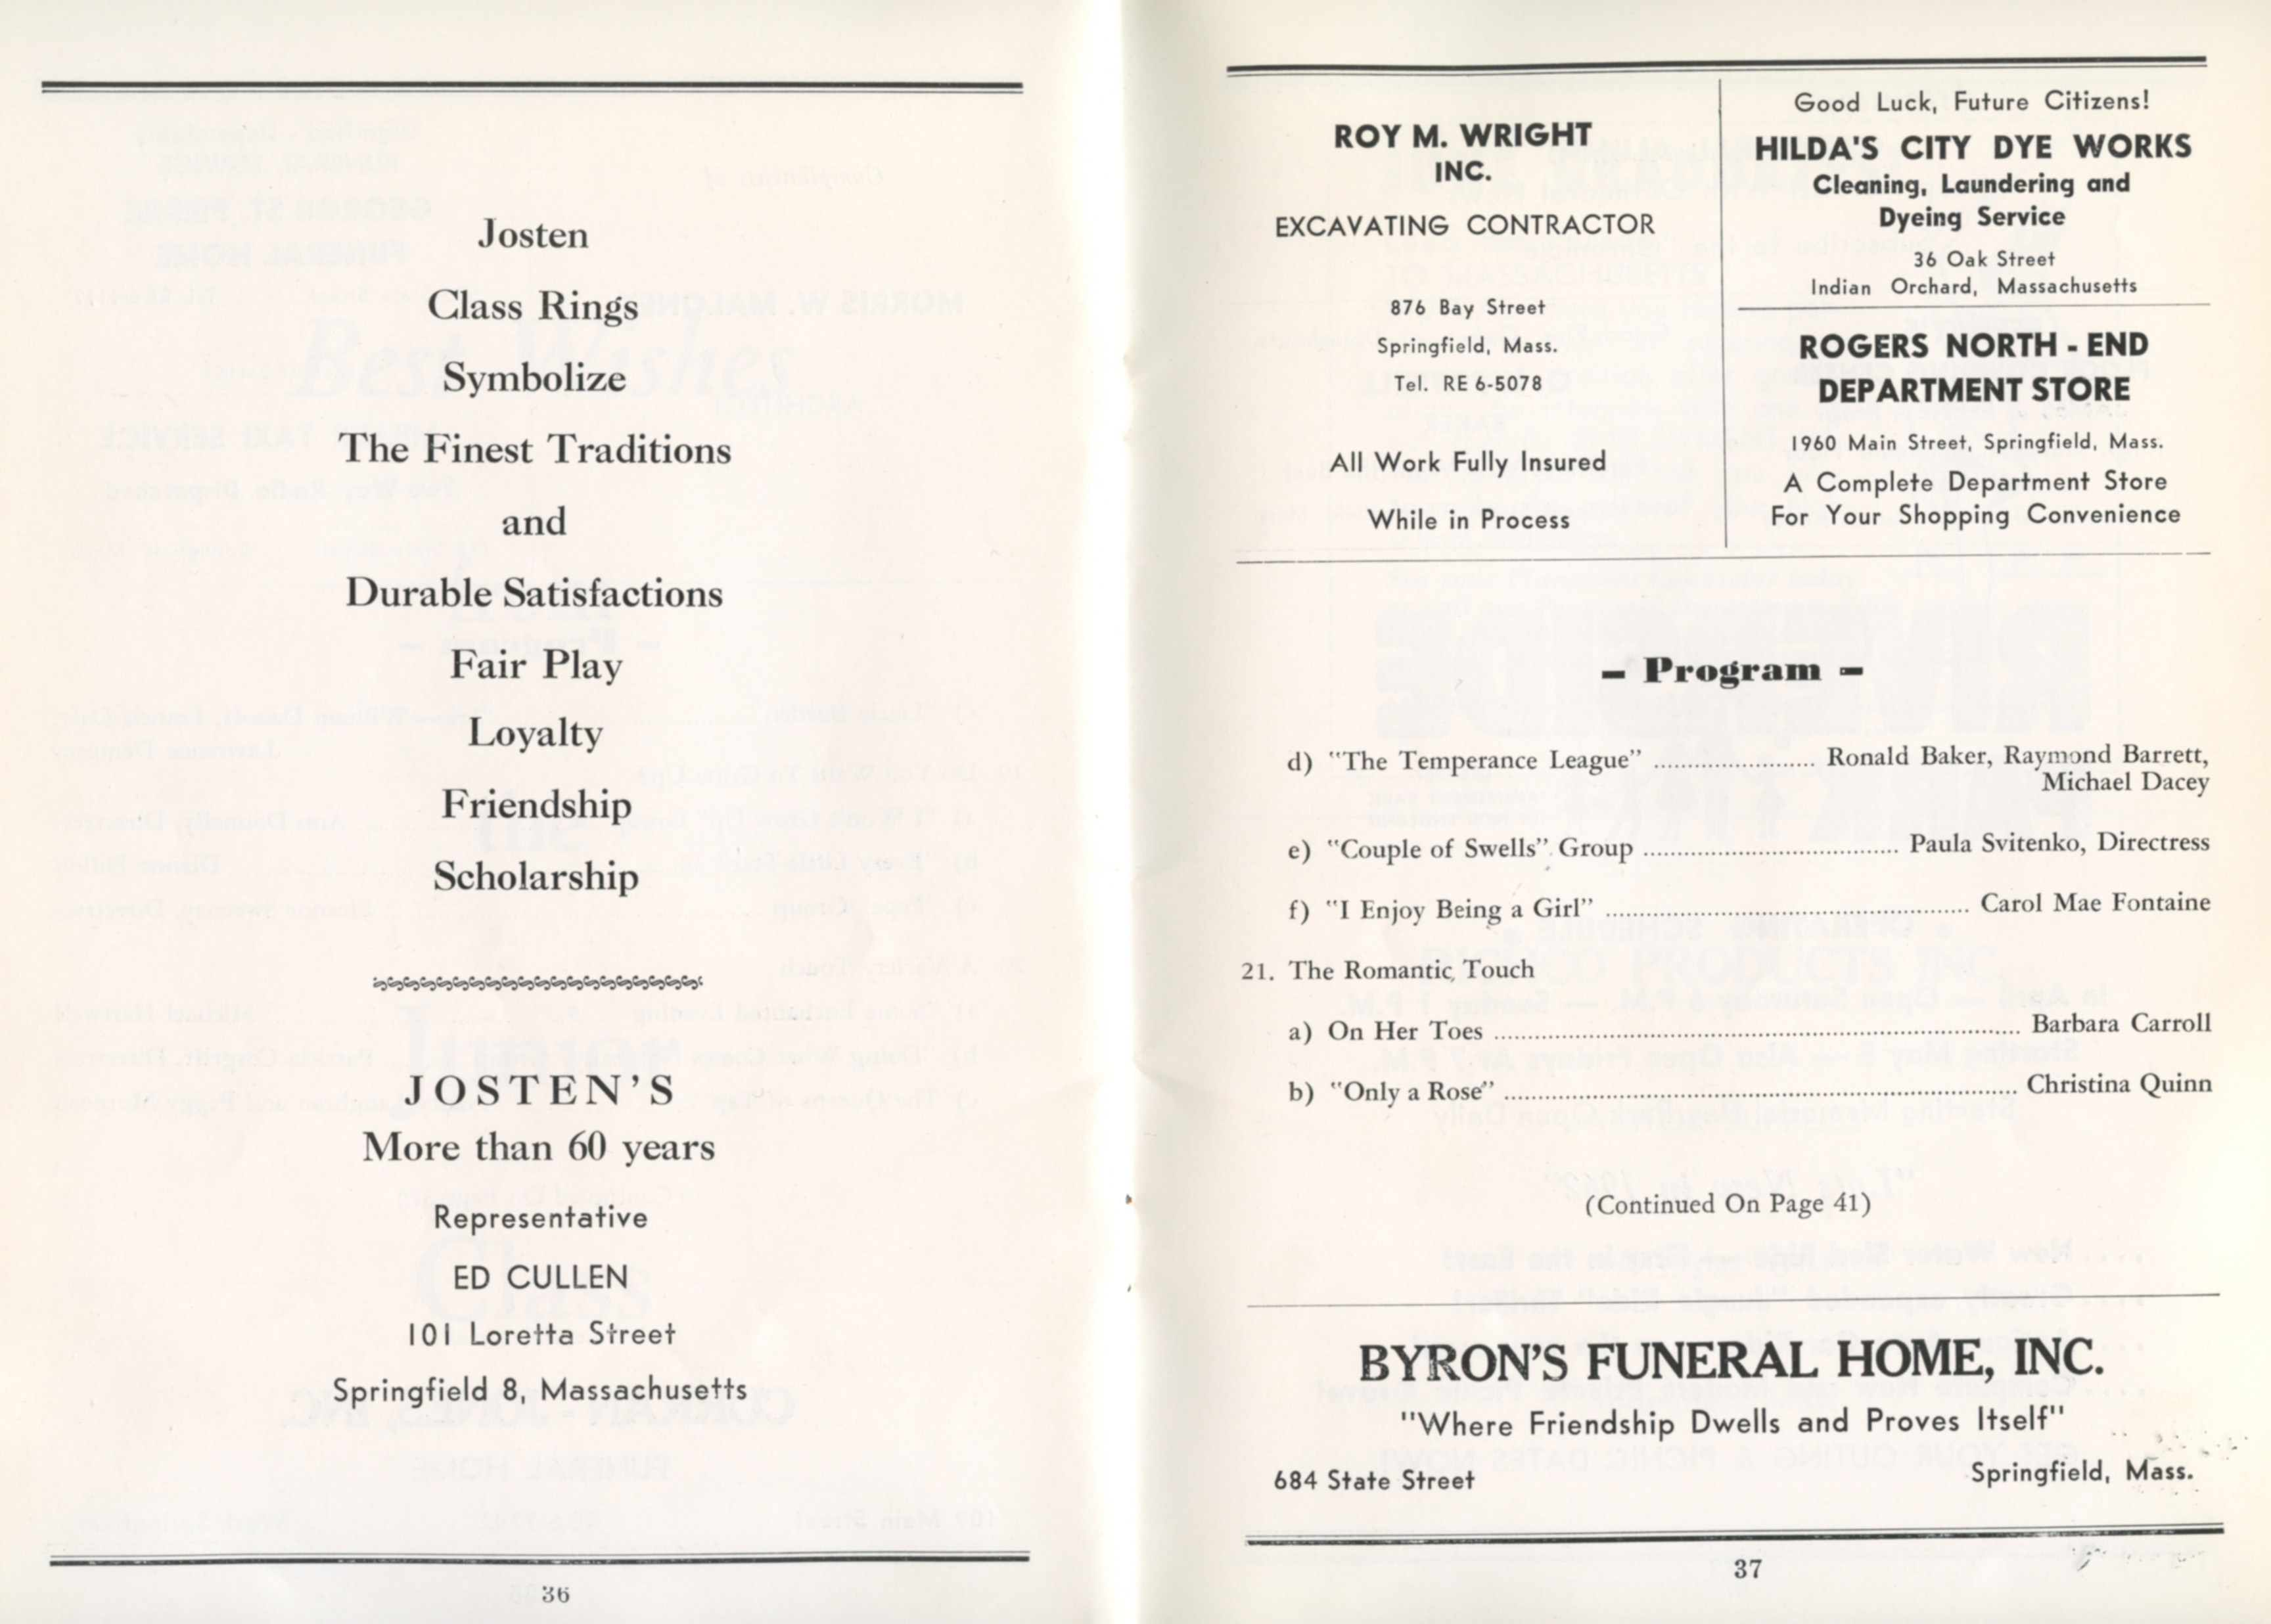 Josten
Class Rings
Symbolize
The Finest Traditions
and
Durable Satisfactions
Fair Play
Loyalty
Friendship
Scholarship
JOSTEN'S
More than 60 years
Representative
ED CULLEN
101 Loretta Street
Springfield 8, Massachusetts
36
ROY M. WRIGHT
INC.
EXCAVATING CONTRACTOR
876 Bay Street
Springfield, Mass.
Tel. RE 6-5078
All Work Fully Insured
While in Process
Good Luck, Future Citizens!
HILDA'S CITY DYE WORKS
Cleaning, Laundering and
Dyeing Service
36 Oak Street
Indian Orchard, Massachusetts
ROGERS NORTH - END
DEPARTMENT STORE
1960 Main Street, Springfield, Mass.
A Complete Department Store
For Your Shopping Convenience
– Program –
d) "The Temperance League" .................... Ronald Baker, Raymond Barrett,
Michael Dacey
e) "Couple of Swells" Group .................... Paula Svitenko, Directress
f) "I Enjoy Being a Girl" .................... Carol Mae Fontaine
21. The Romantic Touch
a) On Her Toes .................... Barbara Carroll
b) "Only a Rose" .................... Christina Quinn
(Continued On Page 41)
BYRON'S FUNERAL HOME, INC.
"Where Friendship Dwells and Proves Itself"
684 State Street Springfield, Mass.
37